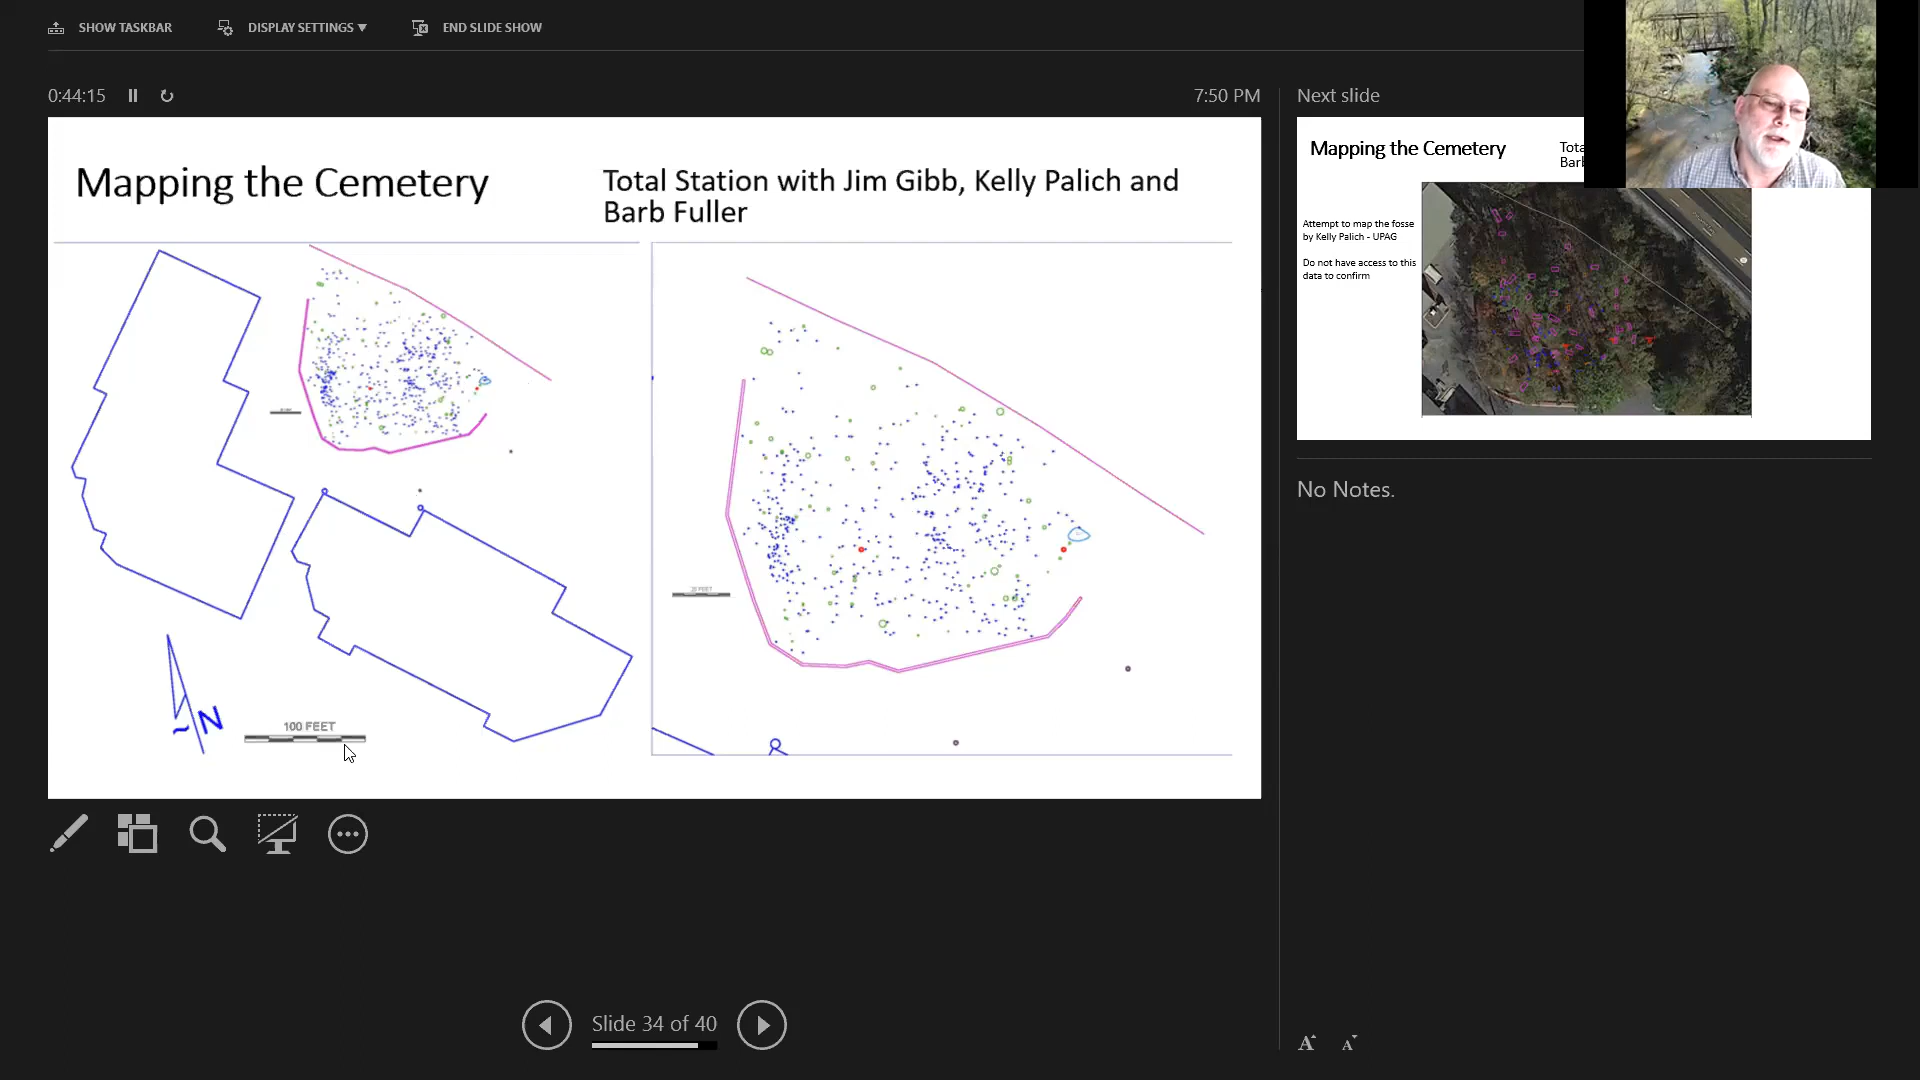 SHOW TASKBAR
DISPLAY SETTINGS
END SLIDE SHOW
0:44:15
7:50 PM
Next slide
Mapping the Cemetery
Total Station with Jim Gibb, Kelly Palich and
Barb Fuller
~N
100 FEET
Mapping the Cemetery
Attempt to map the fosse
by Kelly Palich - UPAG
Do not have access to this
data to confirm
No Notes.
Slide 34 of 40
A A